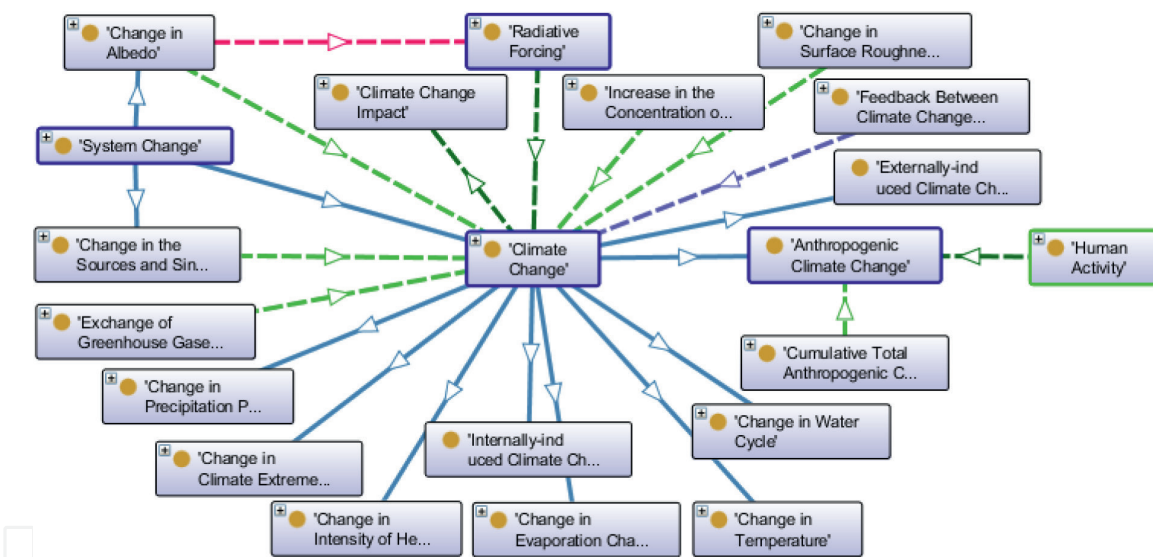 'Change in
Albedo'
'Radiative
Forcing'
'Change in
Surface Roughne...
'Climate Change
Impact'
'Increase in the
Concentration o...
'Feedback Between
Climate Change...
'System Change'
'Externally-ind
uced Climate Ch...
'Change in the
Sources and Sin...
'Climate
Change'
'Anthropogenic
Climate Change'
'Human
Activity'
'Exchange of
Greenhouse Gase...
'Cumulative Total
Anthropogenic C...
'Change in
Precipitation P...
'Change in Water
Cycle'
'Change in
Climate Extreme...
'Internally-ind
uced Climate Ch...
'Change in
Intensity of He...
'Change in
Evaporation Cha...
'Change in
Temperature'